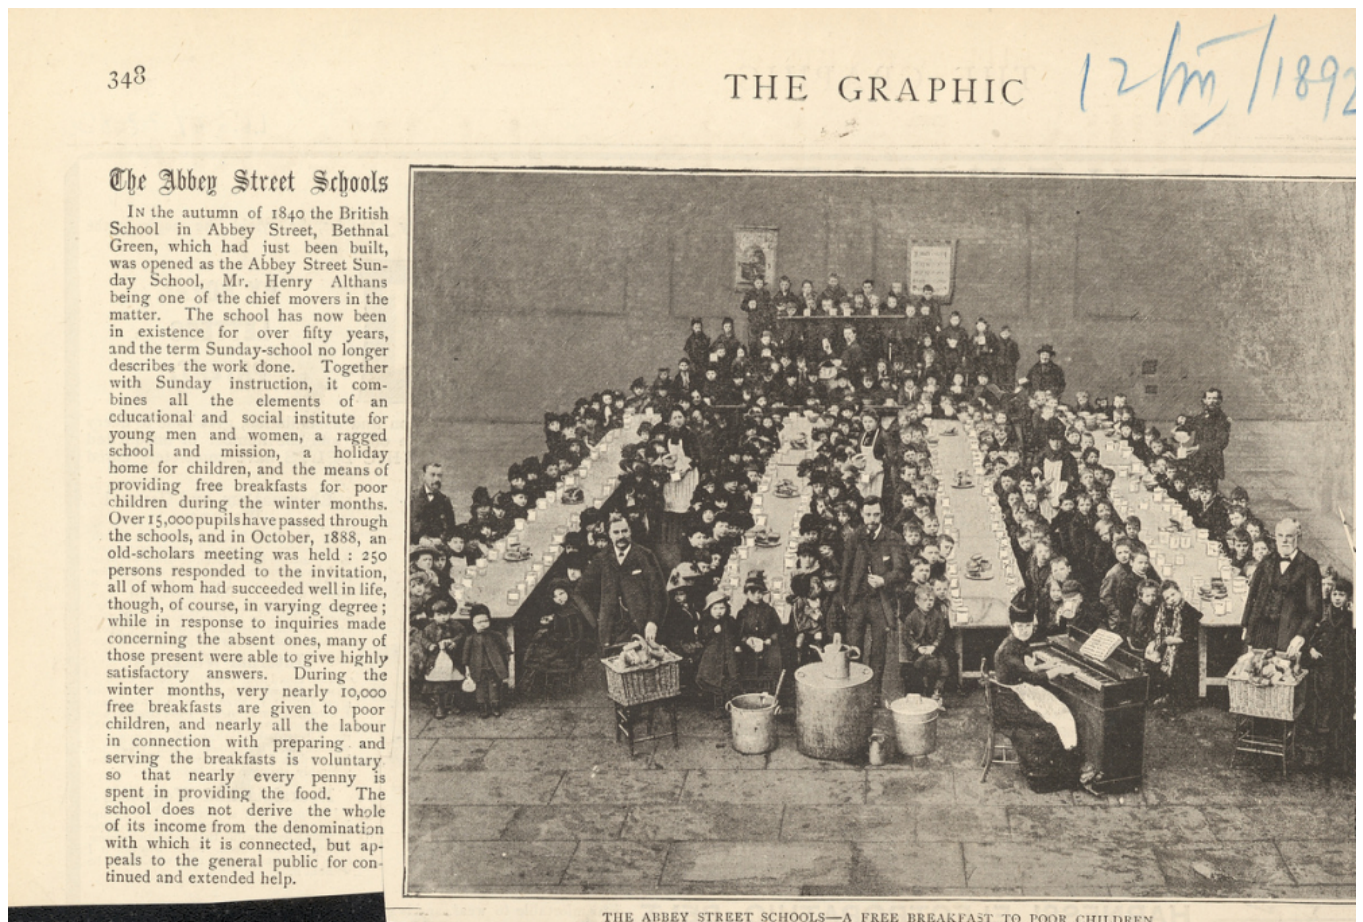 348
THE GRAPHIC
12/III/1892
The Abbey Street Schools
IN the autumn of 1840 the British
School in Abbey Street, Bethnal
Green, which had just been built,
was opened as the Abbey Street Sun-
day School, Mr. Henry Althans
being one of the chief movers in the
matter. The school has now been
in existence for over fifty years,
and the term Sunday-school no longer
describes the work done. Together
with Sunday instruction, it com-
bines all the elements of an
educational and social institute for
young men and women, a ragged
school and mission, a holiday
home for children, and the means of
providing free breakfasts for poor
children during the winter months.
Over 15,000 pupils have passed through
the schools, and in October, 1888, an
old-scholars meeting was held : 250
persons responded to the invitation,
all of whom had succeeded well in life,
though, of course, in varying degree ;
while in response to inquiries made
concerning the absent ones, many of
those present were able to give highly
satisfactory answers. During the
winter months, very nearly 10,000
free breakfasts are given to poor
children, and nearly all the labour
in connection with preparing and
serving the breakfasts is voluntary
so that nearly every penny is
spent in providing the food. The
school does not derive the whole
of its income from the denomination
with which it is connected, but ap-
peals to the general public for con-
tinued and extended help.
THE ABBEY STREET SCHOOLS—A FREE BREAKFAST TO POOR CHILDREN